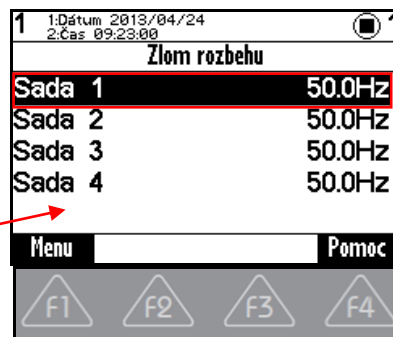 1 1:Dátum 2013/04/24
2:Čas 09:23:00
Zlom rozbehu
Sada 1 50.0Hz
Sada 2 50.0Hz
Sada 3 50.0Hz
Sada 4 50.0Hz
Menu Pomoc
F1 F2 F3 F4